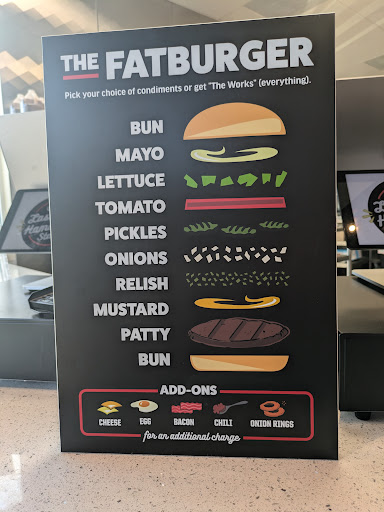 THE FATBURGER
Pick your choice of condiments or get "The Works" (everything).
BUN
MAYO
LETTUCE
TOMATO
PICKLES
ONIONS
RELISH
MUSTARD
PATTY
BUN
ADD-ONS
CHEESE EGG BACON CHILI ONION RINGS
for an additional charge